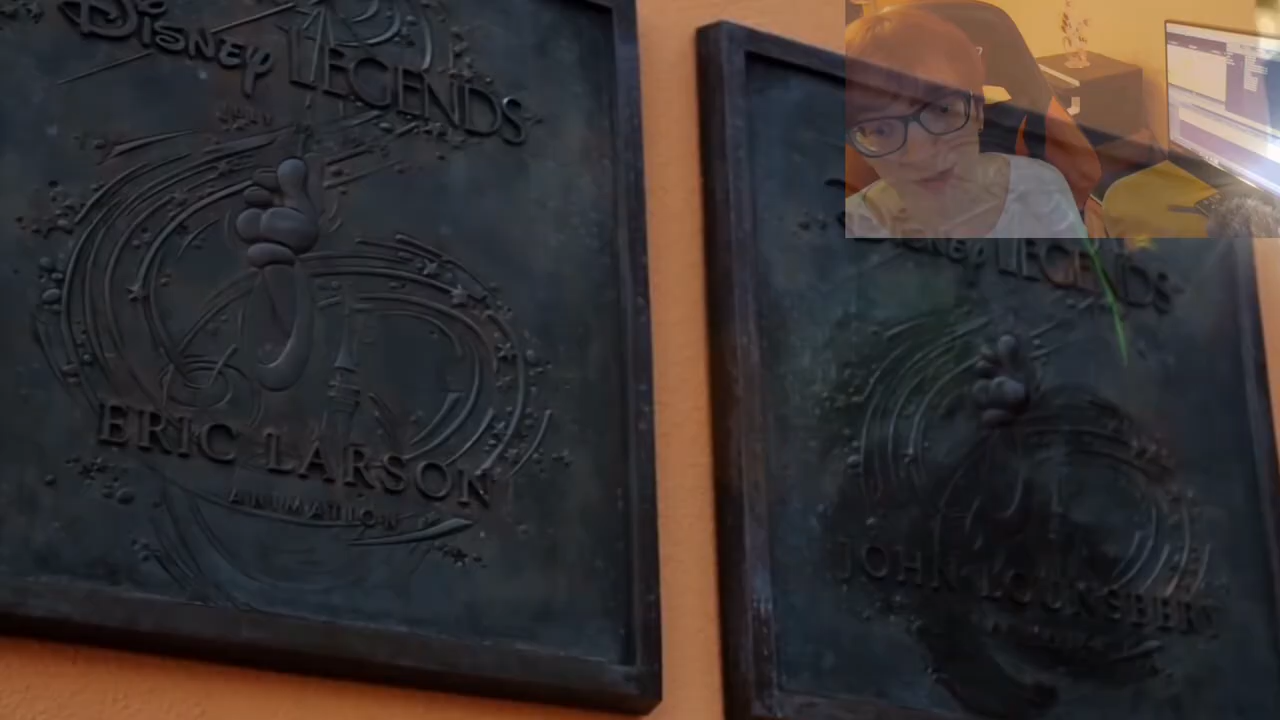 Disney LEGENDS
ERIC LARSON
ANIMATION
Disney LEGENDS
JOHN LOUNSBERY